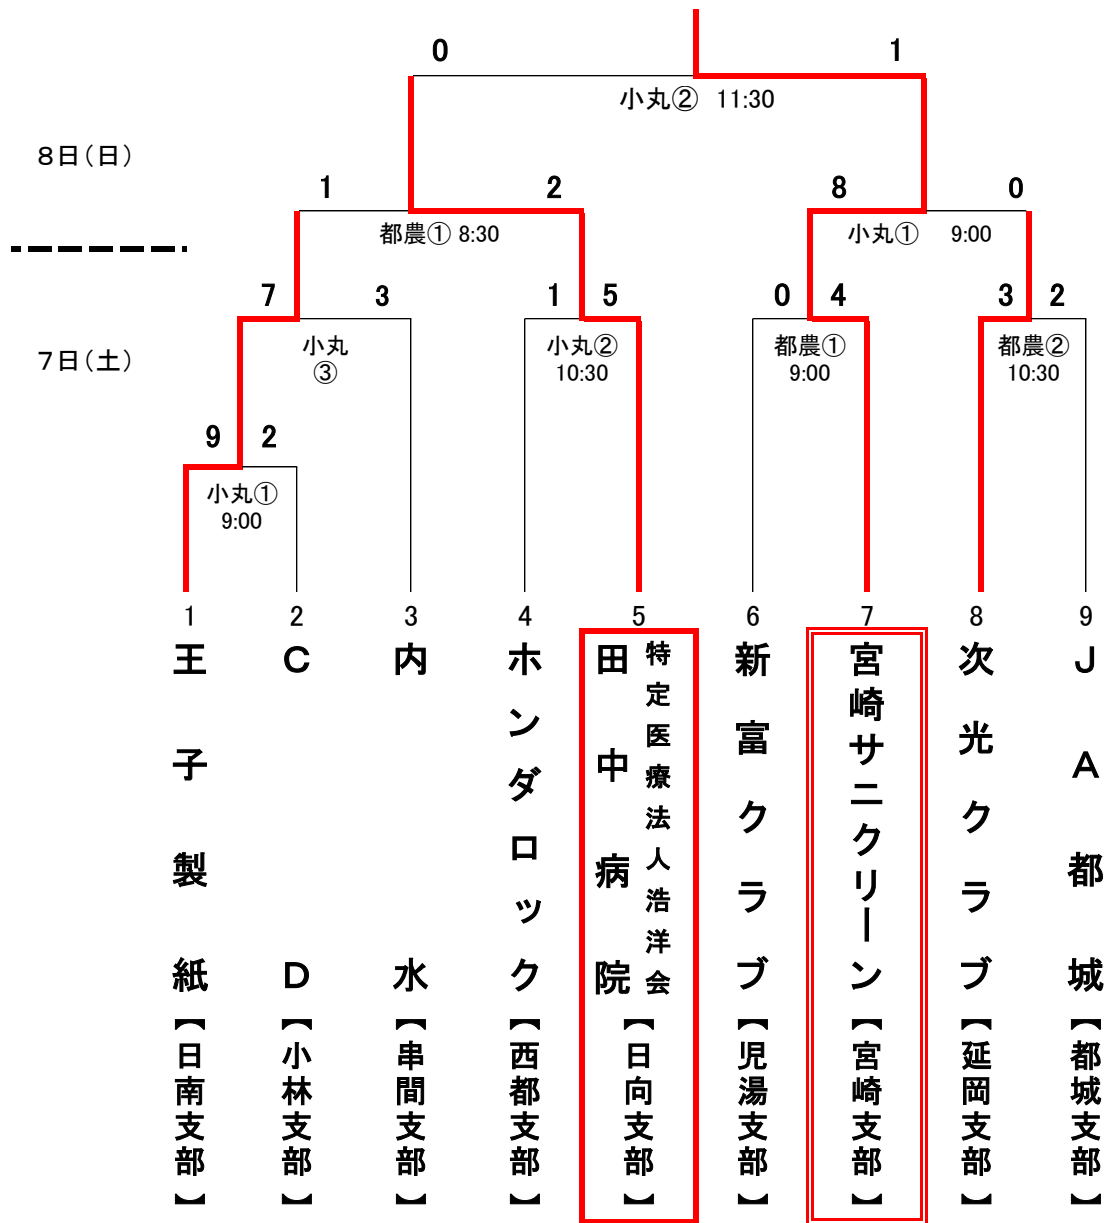 0 1
小丸② 11:30
8日(日)
1 2 8 0
都農① 8:30 小丸① 9:00
7 3 1 5 0 4 3 2
7日(土)
小丸 小丸② 都農① 都農②
③ 10:30 9:00 10:30
9 2
小丸①
9:00
1 2 3 4 5 6 7 8 9
王子製紙【日南支部】
CD【小林支部】
内水【串間支部】
ホンダロック【西都支部】
特定医療法人浩洋会
田中病院【日向支部】
新富クラブ【児湯支部】
宮崎サニクリーン【宮崎支部】
次光クラブ【延岡支部】
JA都城【都城支部】